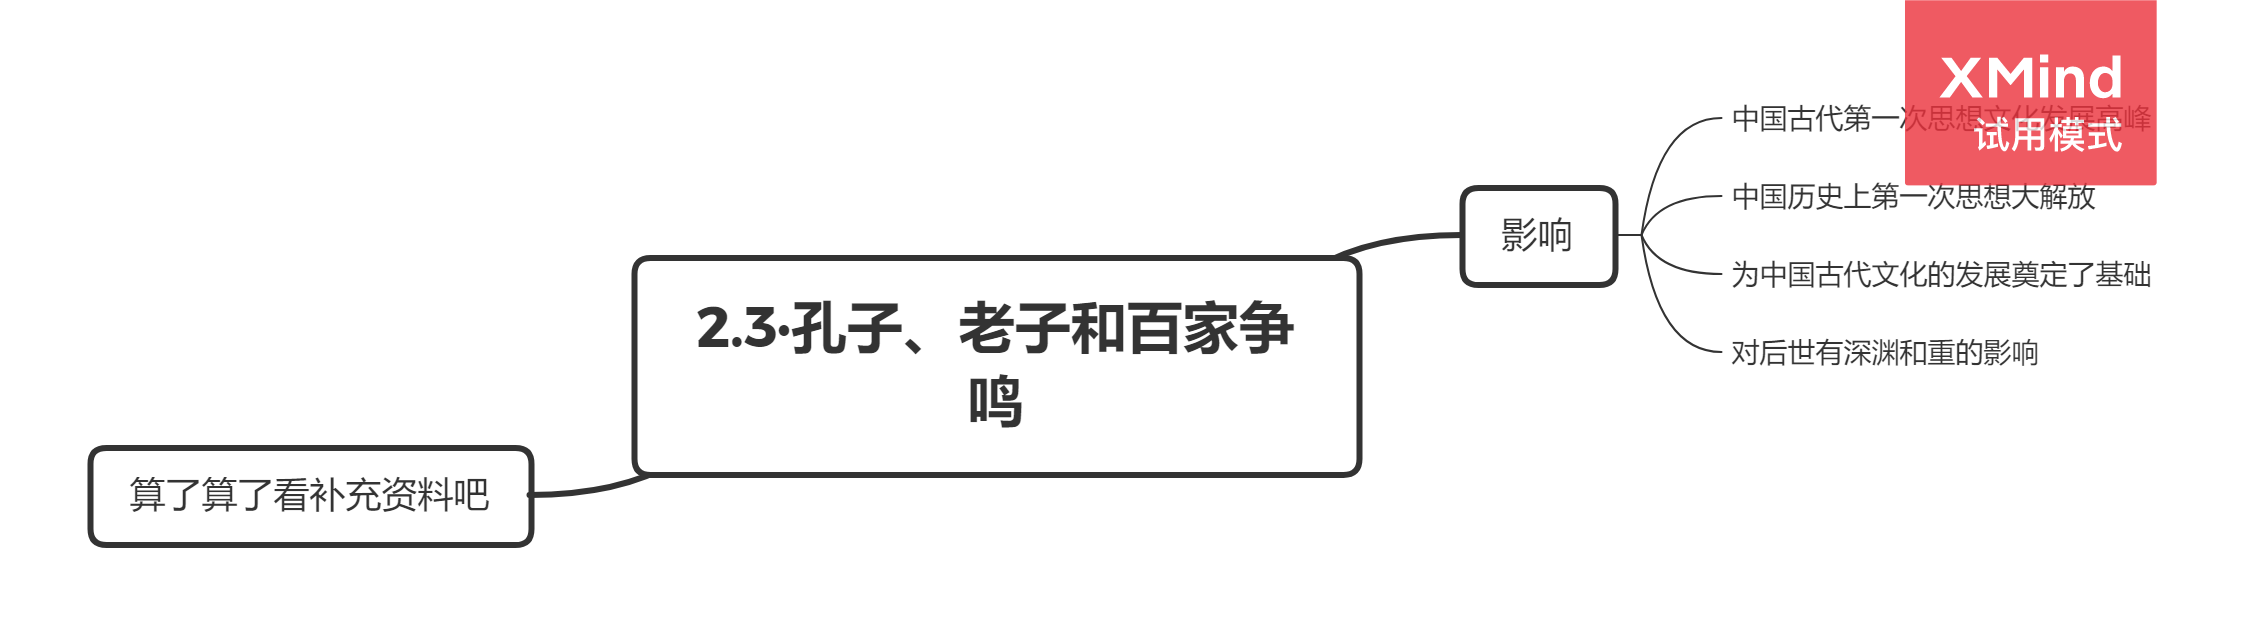 XMind
试用模式
中国古代第一次思想文化发展高峰
中国历史上第一次思想大解放
影响
为中国古代文化的发展奠定了基础
2.3·孔子、老子和百家争
鸣
对后世有深渊和重的影响
算了算了看补充资料吧